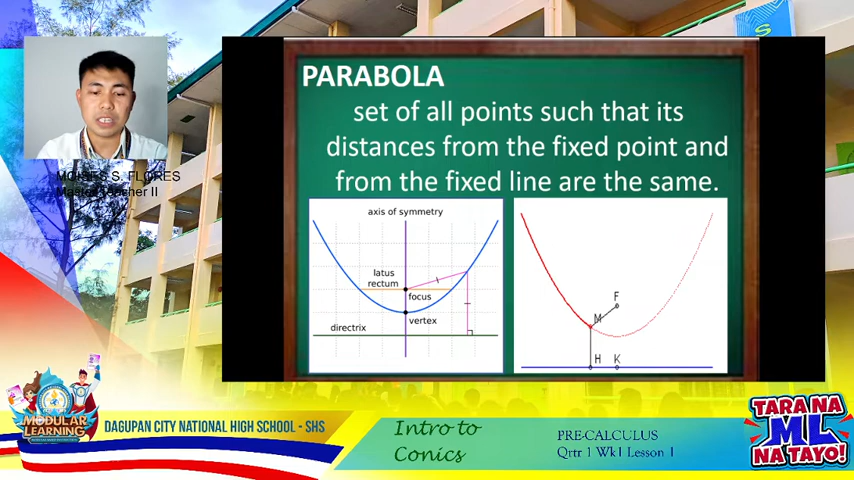 PARABOLA
set of all points such that its
distances from the fixed point and
from the fixed line are the same.
MOISES S. FLORES
Master Teacher II
axis of symmetry
latus
rectum
focus
vertex
directrix
F
M
H K
MODULAR
LEARNING
DAGUPAN CITY NATIONAL HIGH SCHOOL - SHS
Intro to
Conics
PRE-CALCULUS
Qrtr 1 Wk1 Lesson 1
TARA NA
ML
NA TAYO!